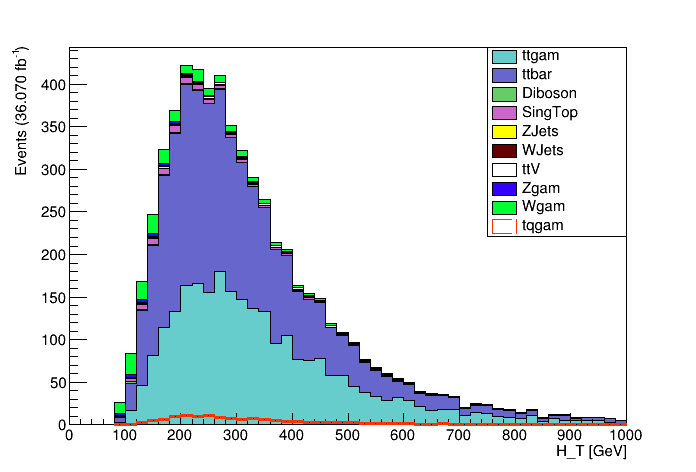 Events (36.070 fb⁻¹)
400
350
300
250
200
150
100
50
0
ttgam
ttbar
Diboson
SingTop
ZJets
WJets
ttV
Zgam
Wgam
tqgam
0 100 200 300 400 500 600 700 800 900 1000
H_T [GeV]